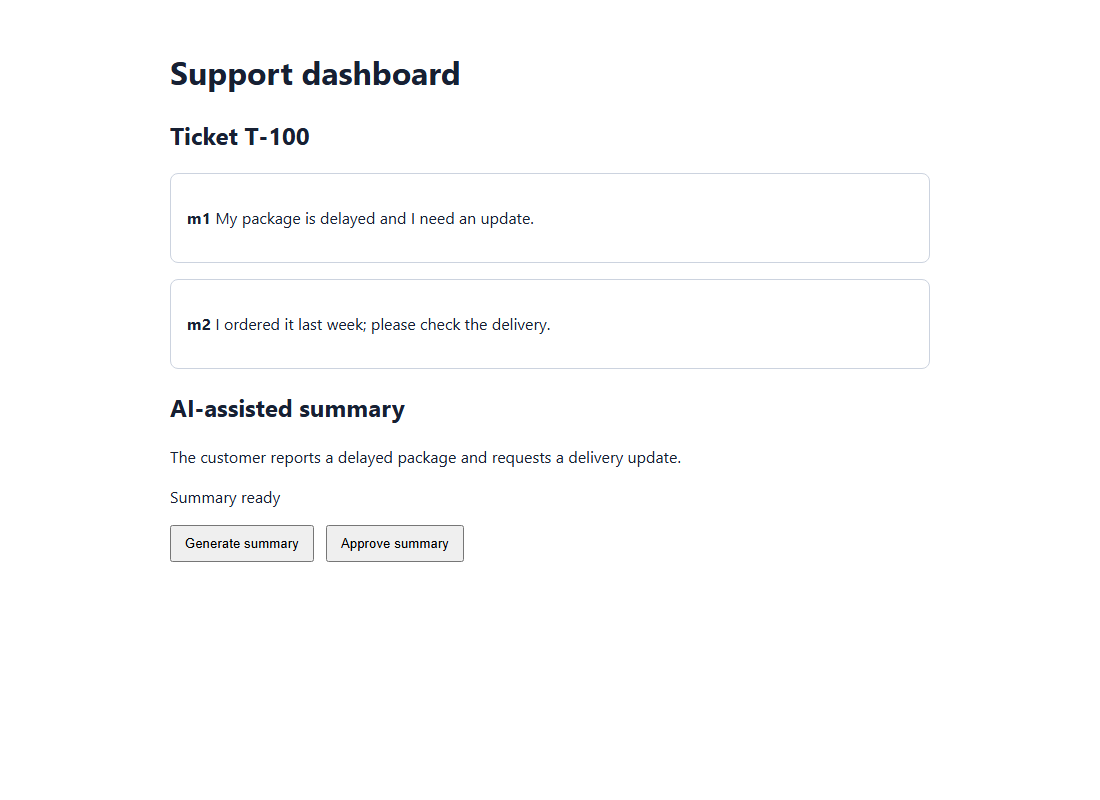 Support dashboard
Ticket T-100
m1 My package is delayed and I need an update.
m2 I ordered it last week; please check the delivery.
AI-assisted summary
The customer reports a delayed package and requests a delivery update.
Summary ready
Generate summary
Approve summary